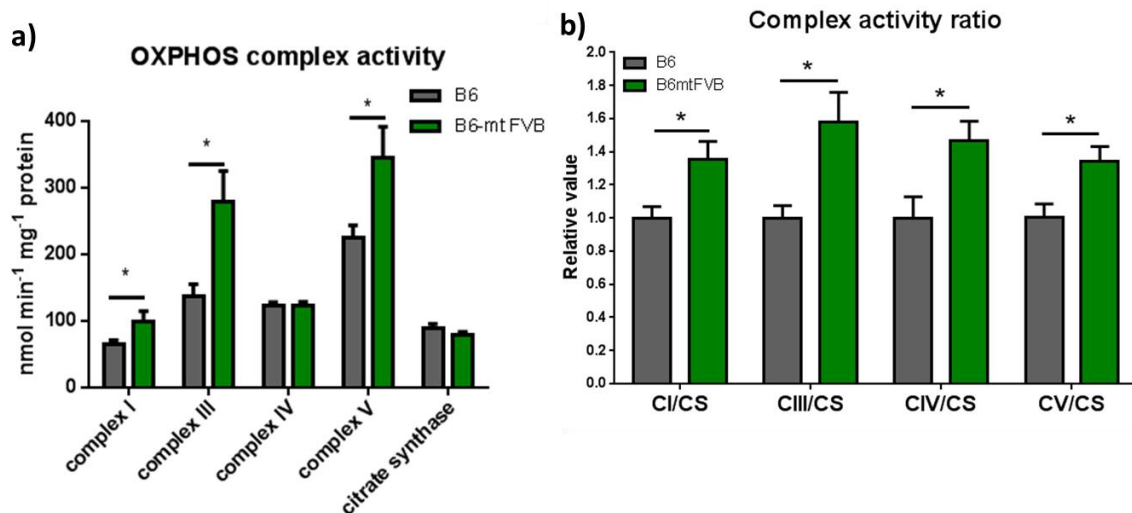 a)
OXPHOS complex activity
B6
B6-mt FVB
nmol min⁻¹ mg⁻¹ protein
400
300
200
100
0
*
*
*
complex I
complex III
complex IV
complex V
citrate synthase
b)
Complex activity ratio
B6
B6mtFVB
Relative value
2.0
1.8
1.6
1.4
1.2
1.0
0.8
0.6
0.4
0.2
0.0
*
*
*
*
CI/CS
CIII/CS
CIV/CS
CV/CS